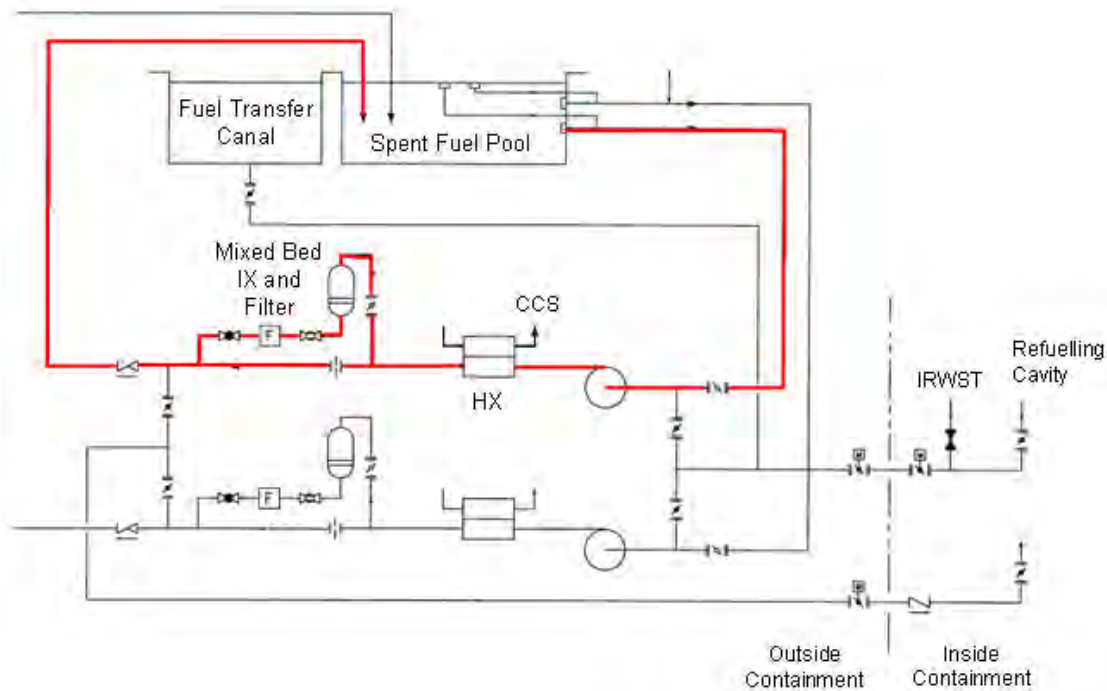 Fuel Transfer
Canal
Spent Fuel Pool
Mixed Bed
IX and
Filter
F
CCS
HX
IRWST
Refuelling
Cavity
F
Outside
Containment
Inside
Containment